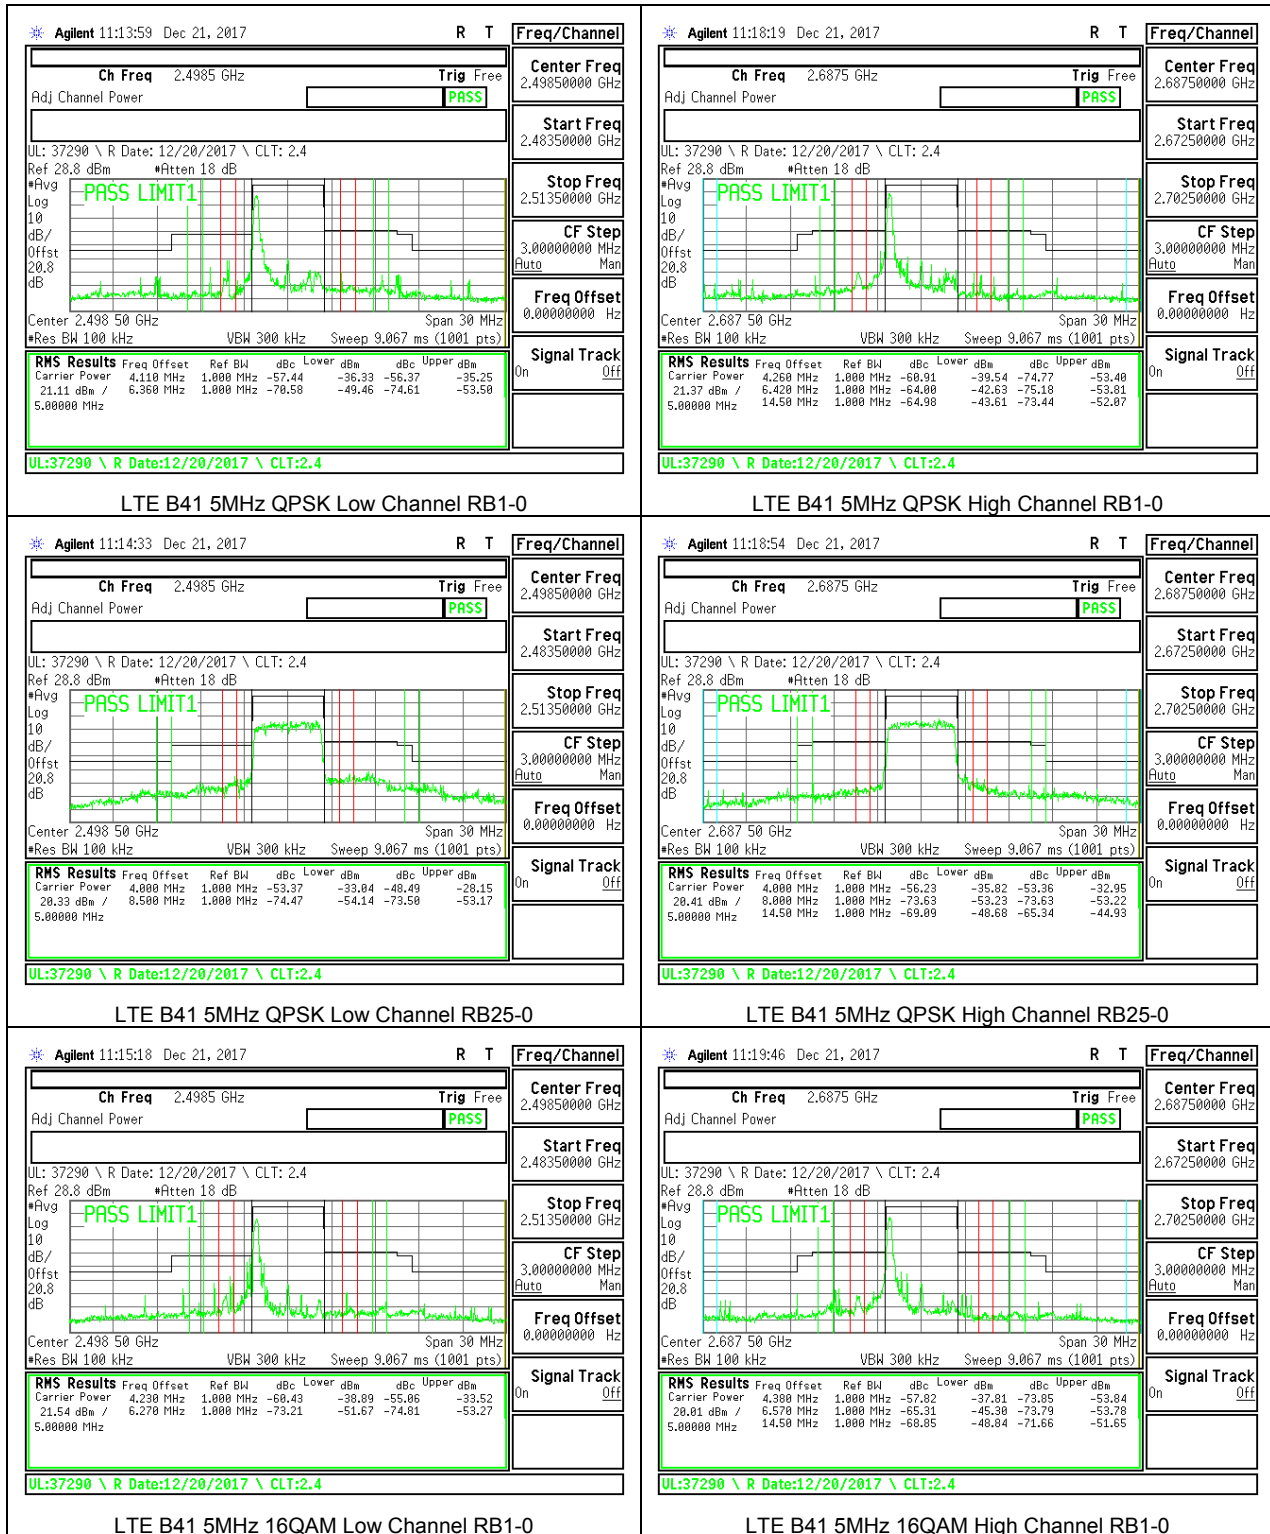 Agilent 11:13:59 Dec 21, 2017 R T Freq/Channel
Ch Freq 2.4985 GHz Trig Free
Adj Channel Power PASS
Center Freq
2.49850000 GHz
Start Freq
2.48350000 GHz
UL: 37290 \ R Date: 12/20/2017 \ CLT: 2.4
Ref 28.8 dBm #Atten 18 dB
#Avg
Log
10
dB/
Offst
20.8
dB
PASS LIMIT1
Stop Freq
2.51350000 GHz
CF Step
3.00000000 MHz
Auto Man
Freq Offset
0.00000000 Hz
Center 2.498 50 GHz Span 30 MHz
#Res BW 100 kHz VBW 300 kHz Sweep 9.067 ms (1001 pts)
Signal Track
On Off
RMS Results Freq Offset Ref BW dBc Lower dBm dBc Upper dBm
Carrier Power 4.110 MHz 1.000 MHz -57.44 -36.33 -56.37 -35.25
21.11 dBm / 6.360 MHz 1.000 MHz -70.58 -49.46 -74.61 -53.50
5.00000 MHz
UL:37290 \ R Date:12/20/2017 \ CLT:2.4
LTE B41 5MHz QPSK Low Channel RB1-0
Agilent 11:18:19 Dec 21, 2017 R T Freq/Channel
Ch Freq 2.6875 GHz Trig Free
Adj Channel Power PASS
Center Freq
2.68750000 GHz
Start Freq
2.67250000 GHz
UL: 37290 \ R Date: 12/20/2017 \ CLT: 2.4
Ref 28.8 dBm #Atten 18 dB
#Avg
Log
10
dB/
Offst
20.8
dB
PASS LIMIT1
Stop Freq
2.70250000 GHz
CF Step
3.00000000 MHz
Auto Man
Freq Offset
0.00000000 Hz
Center 2.687 50 GHz Span 30 MHz
#Res BW 100 kHz VBW 300 kHz Sweep 9.067 ms (1001 pts)
Signal Track
On Off
RMS Results Freq Offset Ref BW dBc Lower dBm dBc Upper dBm
Carrier Power 4.260 MHz 1.000 MHz -60.91 -39.54 -74.77 -53.40
21.37 dBm / 6.420 MHz 1.000 MHz -64.00 -42.63 -75.18 -53.81
5.00000 MHz 14.50 MHz 1.000 MHz -64.98 -43.61 -73.44 -52.07
UL:37290 \ R Date:12/20/2017 \ CLT:2.4
LTE B41 5MHz QPSK High Channel RB1-0
Agilent 11:14:33 Dec 21, 2017 R T Freq/Channel
Ch Freq 2.4985 GHz Trig Free
Adj Channel Power PASS
Center Freq
2.49850000 GHz
Start Freq
2.48350000 GHz
UL: 37290 \ R Date: 12/20/2017 \ CLT: 2.4
Ref 28.8 dBm #Atten 18 dB
#Avg
Log
10
dB/
Offst
20.8
dB
PASS LIMIT1
Stop Freq
2.51350000 GHz
CF Step
3.00000000 MHz
Auto Man
Freq Offset
0.00000000 Hz
Center 2.498 50 GHz Span 30 MHz
#Res BW 100 kHz VBW 300 kHz Sweep 9.067 ms (1001 pts)
Signal Track
On Off
RMS Results Freq Offset Ref BW dBc Lower dBm dBc Upper dBm
Carrier Power 4.000 MHz 1.000 MHz -53.37 -33.04 -48.49 -28.15
20.33 dBm / 8.500 MHz 1.000 MHz -74.47 -54.14 -73.50 -53.17
5.00000 MHz
UL:37290 \ R Date:12/20/2017 \ CLT:2.4
LTE B41 5MHz QPSK Low Channel RB25-0
Agilent 11:18:54 Dec 21, 2017 R T Freq/Channel
Ch Freq 2.6875 GHz Trig Free
Adj Channel Power PASS
Center Freq
2.68750000 GHz
Start Freq
2.67250000 GHz
UL: 37290 \ R Date: 12/20/2017 \ CLT: 2.4
Ref 28.8 dBm #Atten 18 dB
#Avg
Log
10
dB/
Offst
20.8
dB
PASS LIMIT1
Stop Freq
2.70250000 GHz
CF Step
3.00000000 MHz
Auto Man
Freq Offset
0.00000000 Hz
Center 2.687 50 GHz Span 30 MHz
#Res BW 100 kHz VBW 300 kHz Sweep 9.067 ms (1001 pts)
Signal Track
On Off
RMS Results Freq Offset Ref BW dBc Lower dBm dBc Upper dBm
Carrier Power 4.000 MHz 1.000 MHz -56.23 -35.82 -53.36 -32.95
20.41 dBm / 8.000 MHz 1.000 MHz -73.63 -53.23 -73.63 -53.22
5.00000 MHz 14.50 MHz 1.000 MHz -69.09 -48.68 -65.34 -44.93
UL:37290 \ R Date:12/20/2017 \ CLT:2.4
LTE B41 5MHz QPSK High Channel RB25-0
Agilent 11:15:18 Dec 21, 2017 R T Freq/Channel
Ch Freq 2.4985 GHz Trig Free
Adj Channel Power PASS
Center Freq
2.49850000 GHz
Start Freq
2.48350000 GHz
UL: 37290 \ R Date: 12/20/2017 \ CLT: 2.4
Ref 28.8 dBm #Atten 18 dB
#Avg
Log
10
dB/
Offst
20.8
dB
PASS LIMIT1
Stop Freq
2.51350000 GHz
CF Step
3.00000000 MHz
Auto Man
Freq Offset
0.00000000 Hz
Center 2.498 50 GHz Span 30 MHz
#Res BW 100 kHz VBW 300 kHz Sweep 9.067 ms (1001 pts)
Signal Track
On Off
RMS Results Freq Offset Ref BW dBc Lower dBm dBc Upper dBm
Carrier Power 4.230 MHz 1.000 MHz -60.43 -38.89 -55.06 -33.52
21.54 dBm / 6.270 MHz 1.000 MHz -73.21 -51.67 -74.81 -53.27
5.00000 MHz
UL:37290 \ R Date:12/20/2017 \ CLT:2.4
LTE B41 5MHz 16QAM Low Channel RB1-0
Agilent 11:19:46 Dec 21, 2017 R T Freq/Channel
Ch Freq 2.6875 GHz Trig Free
Adj Channel Power PASS
Center Freq
2.68750000 GHz
Start Freq
2.67250000 GHz
UL: 37290 \ R Date: 12/20/2017 \ CLT: 2.4
Ref 28.8 dBm #Atten 18 dB
#Avg
Log
10
dB/
Offst
20.8
dB
PASS LIMIT1
Stop Freq
2.70250000 GHz
CF Step
3.00000000 MHz
Auto Man
Freq Offset
0.00000000 Hz
Center 2.687 50 GHz Span 30 MHz
#Res BW 100 kHz VBW 300 kHz Sweep 9.067 ms (1001 pts)
Signal Track
On Off
RMS Results Freq Offset Ref BW dBc Lower dBm dBc Upper dBm
Carrier Power 4.380 MHz 1.000 MHz -57.82 -37.81 -73.85 -53.84
20.01 dBm / 6.570 MHz 1.000 MHz -65.31 -45.30 -73.79 -53.78
5.00000 MHz 14.50 MHz 1.000 MHz -68.85 -48.84 -71.66 -51.65
UL:37290 \ R Date:12/20/2017 \ CLT:2.4
LTE B41 5MHz 16QAM High Channel RB1-0